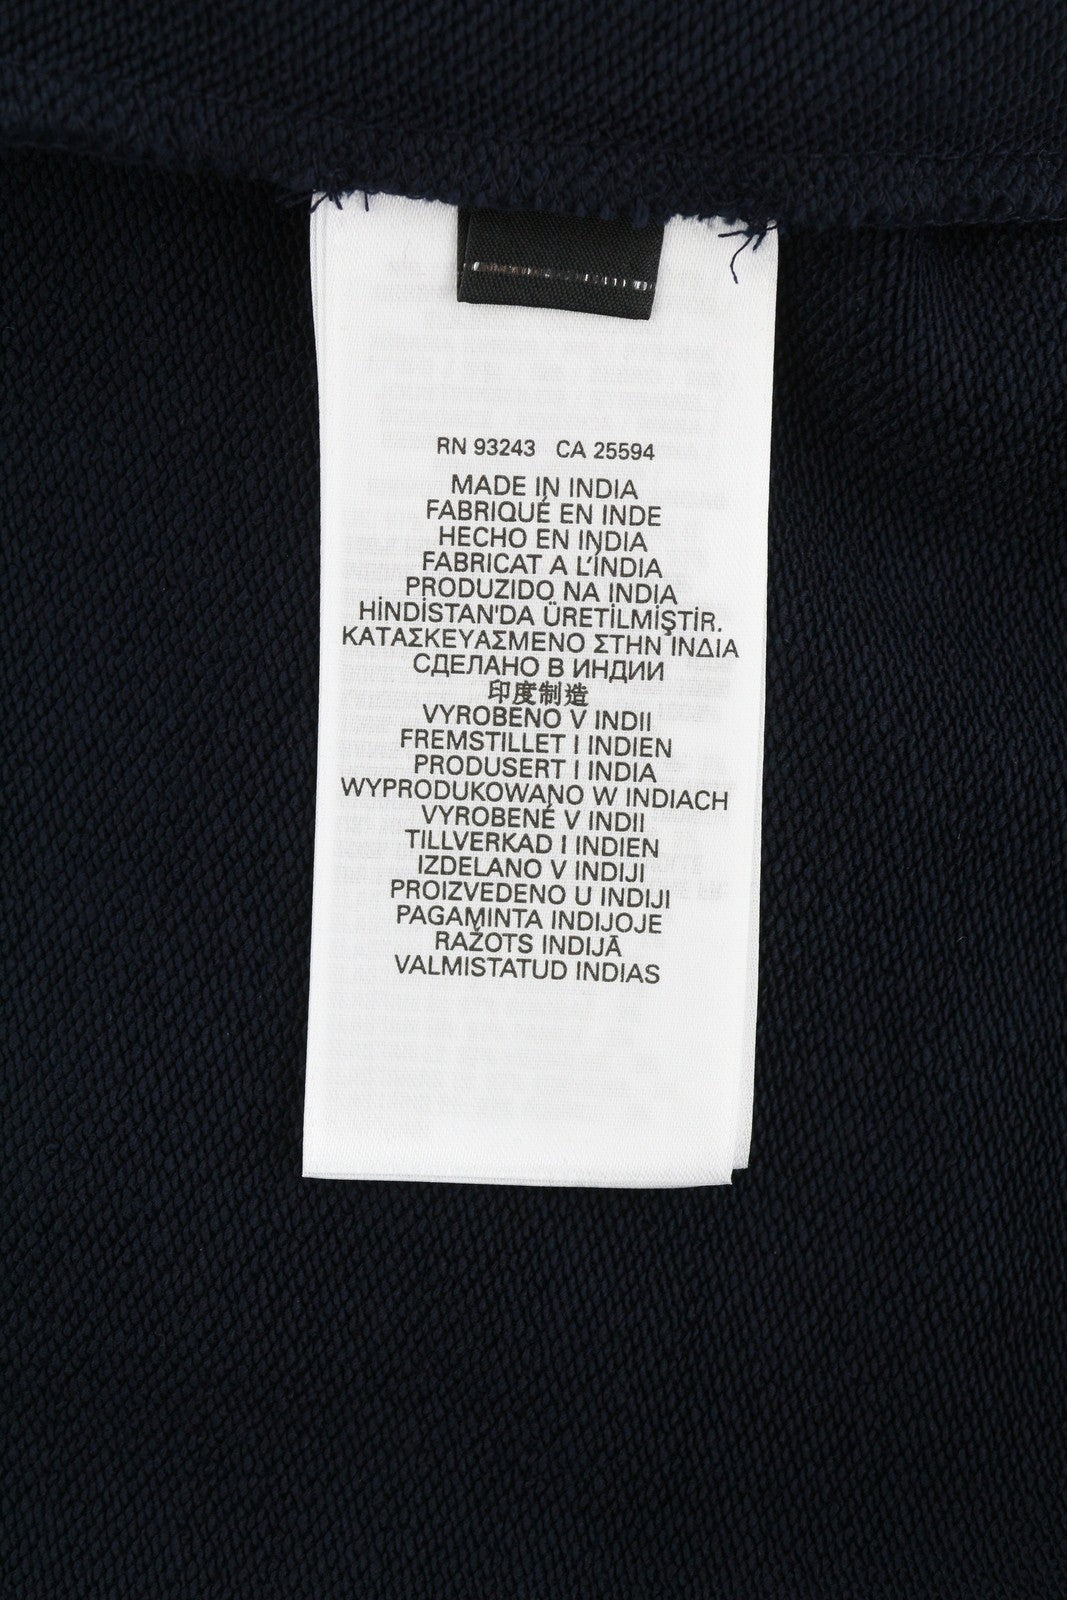 RN 93243 CA 25594
MADE IN INDIA
FABRIQUÉ EN INDE
HECHO EN INDIA
FABRICAT A L'ÍNDIA
PRODUZIDO NA INDIA
HİNDİSTAN'DA ÜRETİLMİŞTİR.
ΚΑΤΑΣΚΕΥΑΣΜΕΝΟ ΣΤΗΝ ΙΝΔΙΑ
СДЕЛАНО В ИНДИИ
印度制造
VYROBENO V INDII
FREMSTILLET I INDIEN
PRODUSERT I INDIA
WYPRODUKOWANO W INDIACH
VYROBENÉ V INDII
TILLVERKAD I INDIEN
IZDELANO V INDIJI
PROIZVEDENO U INDIJI
PAGAMINTA INDIJOJE
RAŽOTS INDIJĀ
VALMISTATUD INDIAS